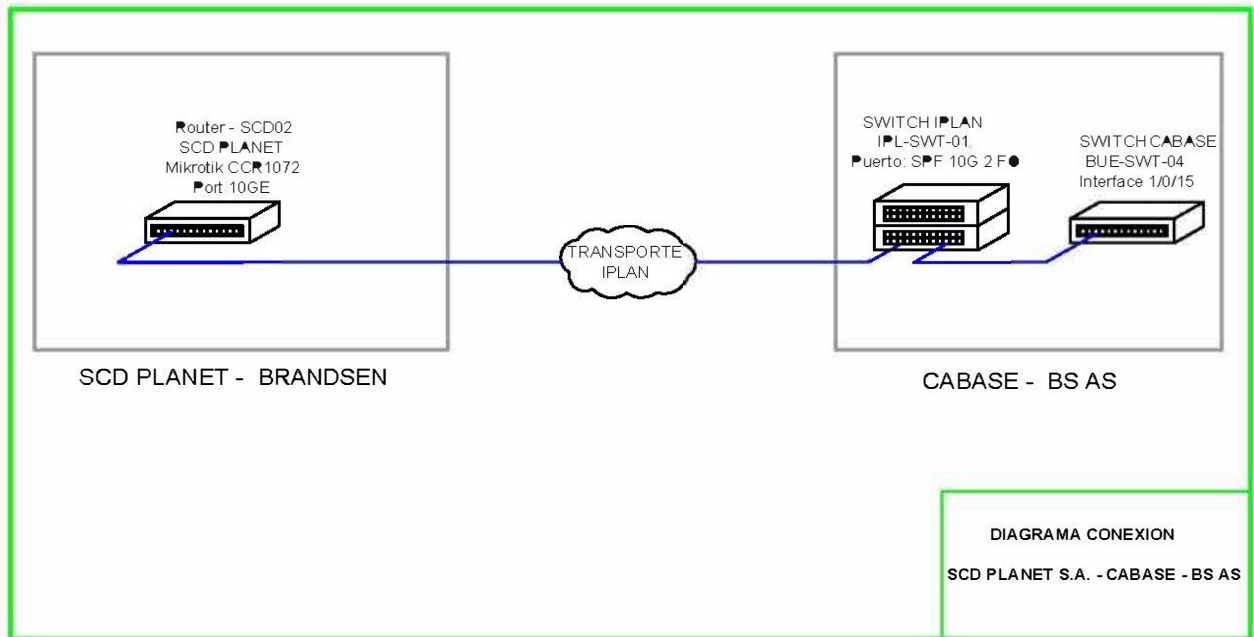 Router - SCD02
SCD PLANET
Mikrotik CCR1072
Port 10GE
SWITCH IPLAN
IPL-SWT-01.
Puerto: SPF 10G 2 FO
SWITCH CABASE
BUE-SWT-04
Interface 1/0/15
TRANSPORTE
IPLAN
SCD PLANET - BRANDSEN
CABASE - BS AS
DIAGRAMA CONEXION
SCD PLANET S.A. - CABASE - BS AS